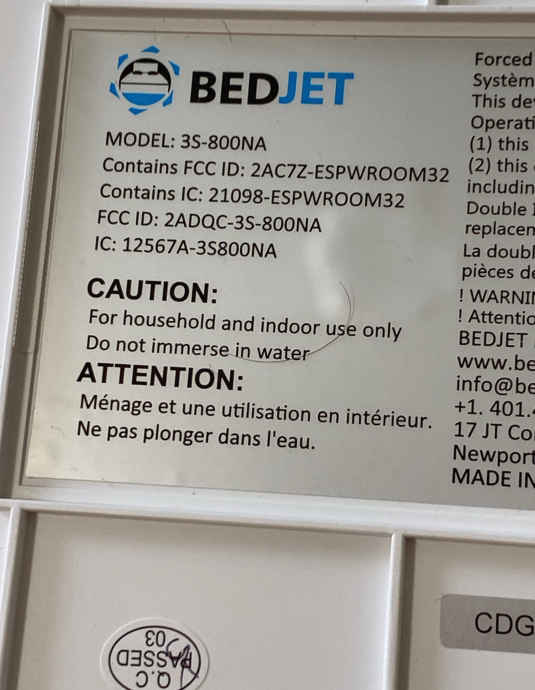 BEDJET
MODEL: 3S-800NA
Contains FCC ID: 2AC7Z-ESPWROOM32
Contains IC: 21098-ESPWROOM32
FCC ID: 2ADQC-3S-800NA
IC: 12567A-3S800NA
CAUTION:
For household and indoor use only
Do not immerse in water
ATTENTION:
Ménage et une utilisation en intérieur.
Ne pas plonger dans l'eau.
Forced
Systèm
This de
Operati
(1) this
(2) this
includin
Double
replacem
La doubl
pièces de
! WARNIN
! Attentio
BEDJET
www.be
info@be
+1. 401.
17 JT Co
Newport
MADE IN
CDG
Q.C
PASSED
03